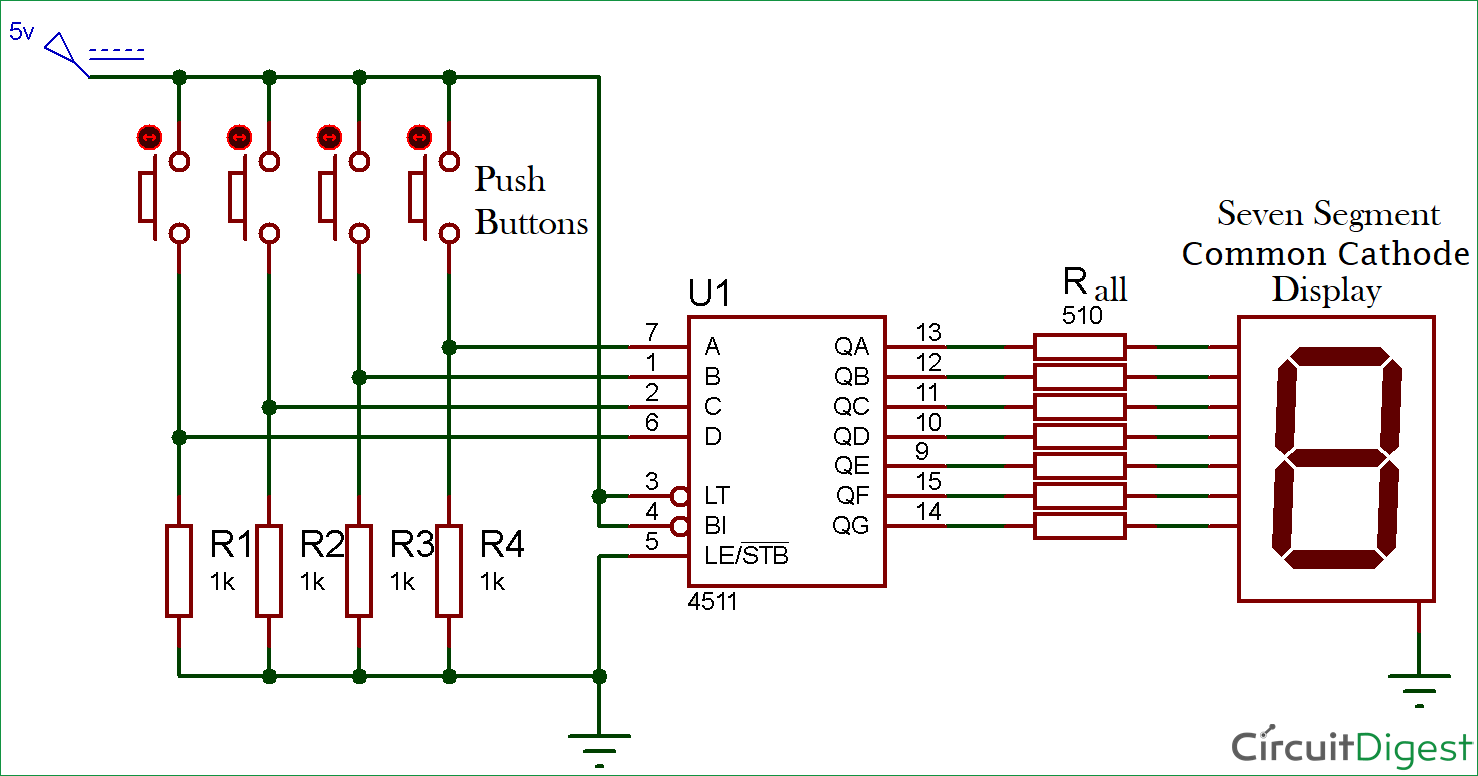 5v
Push
Buttons
Seven Segment
Common Cathode
Display
U1
R all
510
7
1
2
6
3
4
5
A
B
C
D
LT
BI
LE/STB
QA
QB
QC
QD
QE
QF
QG
13
12
11
10
9
15
14
4511
R1
1k
R2
1k
R3
1k
R4
1k
CircuitDigest